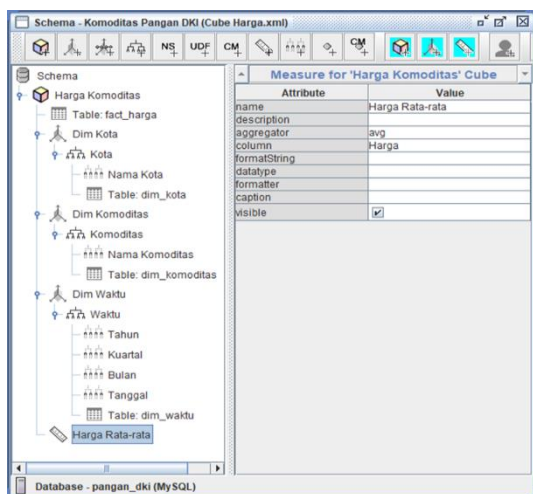 Schema - Komoditas Pangan DKI (Cube Harga.xml)
NS UDF CM CM
Schema
Harga Komoditas
Table: fact_harga
Dim Kota
Kota
Nama Kota
Table: dim_kota
Dim Komoditas
Komoditas
Nama Komoditas
Table: dim_komoditas
Dim Waktu
Waktu
Tahun
Kuartal
Bulan
Tanggal
Table: dim_waktu
Harga Rata-rata
Measure for 'Harga Komoditas' Cube
Attribute Value
name Harga Rata-rata
description
aggregator avg
column Harga
formatString
datatype
formatter
caption
visible
Database - pangan_dki (MySQL)